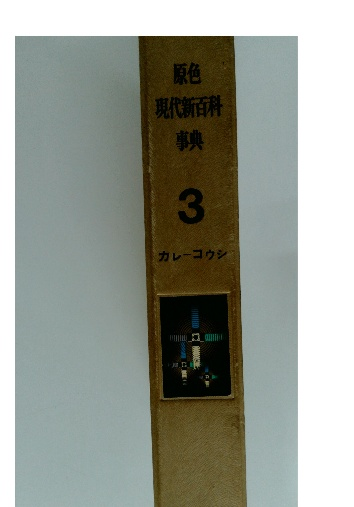 原色
現代新百科
事典
3
カレーコウシ